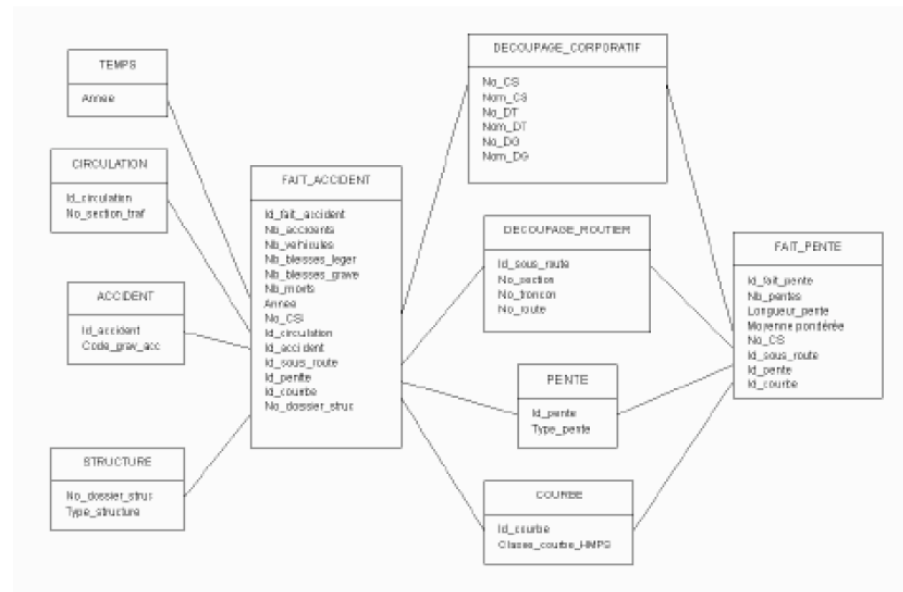 TEMPS
Annee
CIRCULATION
Id_circulation
No_section_traf
ACCIDENT
Id_accident
Code_grav_acc
STRUCTURE
No_dossier_struc
Type_structure
FAIT_ACCIDENT
Id_fait_accident
Nb_accidents
Nb_vehicules
Nb_blesses_leger
Nb_blesses_grave
Nb_morts
Annee
No_CS
Id_circulation
Id_accident
Id_sous_route
Id_pente
Id_courbe
No_dossier_struc
DECOUPAGE_CORPORATIF
No_CS
Nom_CS
No_DT
Nom_DT
No_DG
Nom_DG
DECOUPAGE_ROUTIER
Id_sous_route
No_section
No_troncon
No_route
PENTE
Id_pente
Type_pente
COURBE
Id_courbe
Classe_courbe_HMPS
FAIT_PENTE
Id_fait_pente
Nb_pentes
Longueur_pente
Moyenne pondérée
No_CS
Id_sous_route
Id_pente
Id_courbe